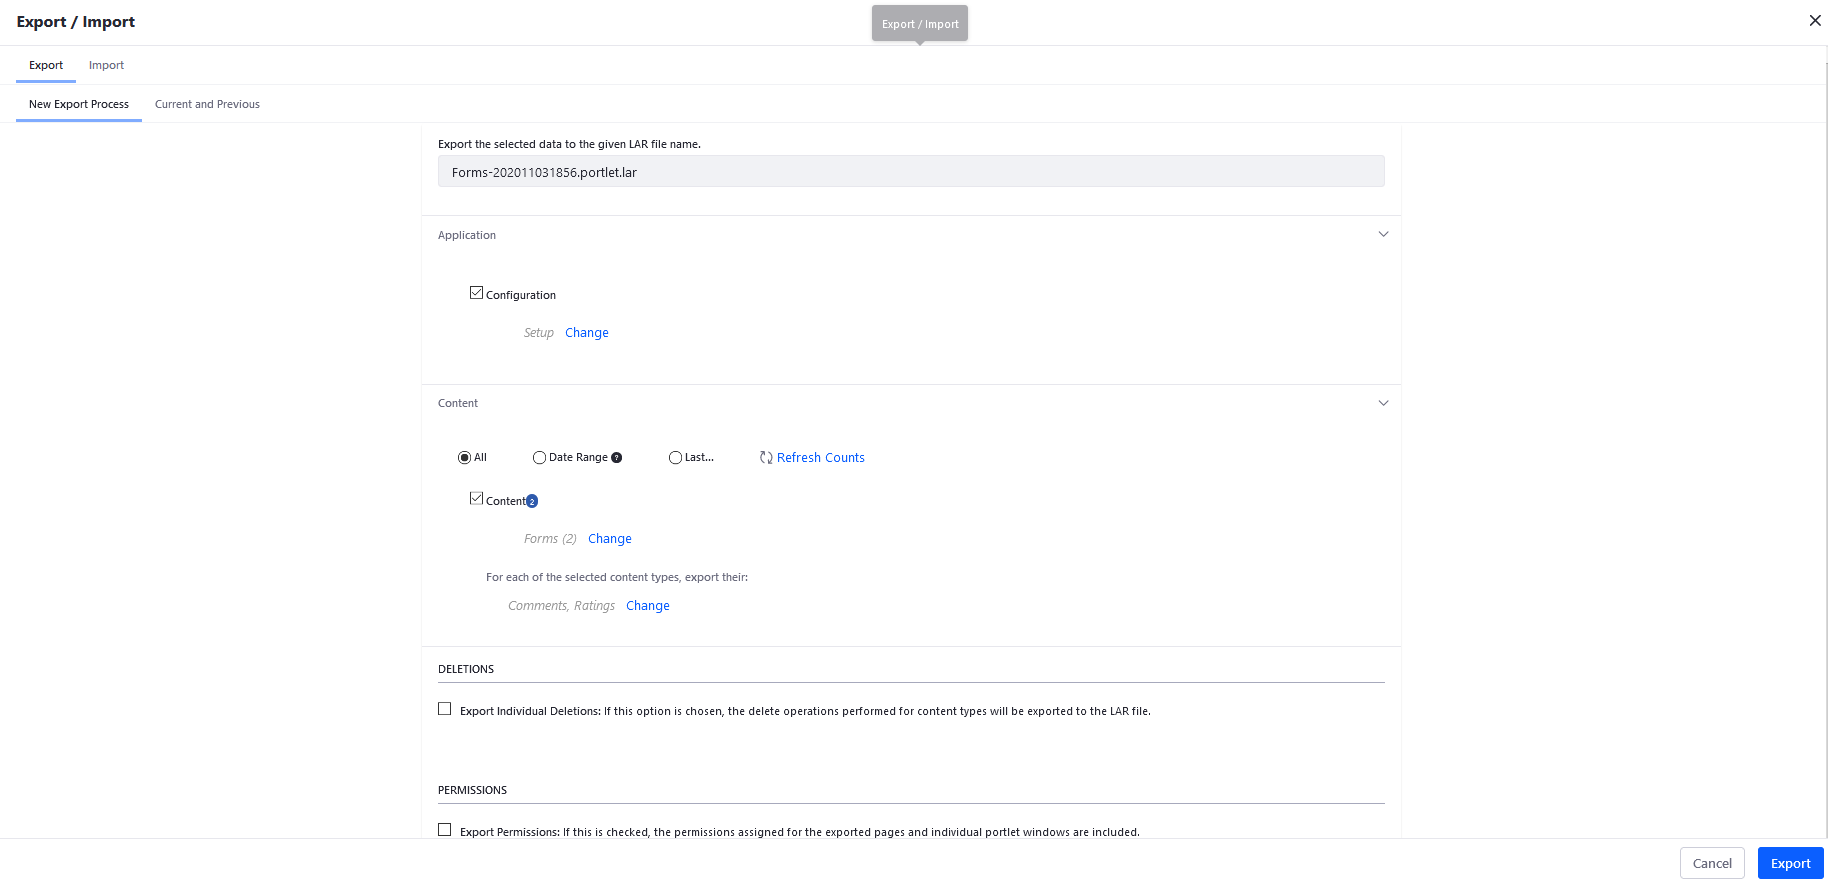 Export / Import
Export / Import
Export Import
New Export Process Current and Previous
Export the selected data to the given LAR file name.
Forms-202011031856.portlet.lar
Application
Configuration
Setup Change
Content
All Date Range ? Last... Refresh Counts
Content 2
Forms (2) Change
For each of the selected content types, export their:
Comments, Ratings Change
DELETIONS
Export Individual Deletions: If this option is chosen, the delete operations performed for content types will be exported to the LAR file.
PERMISSIONS
Export Permissions: If this is checked, the permissions assigned for the exported pages and individual portlet windows are included.
Cancel Export